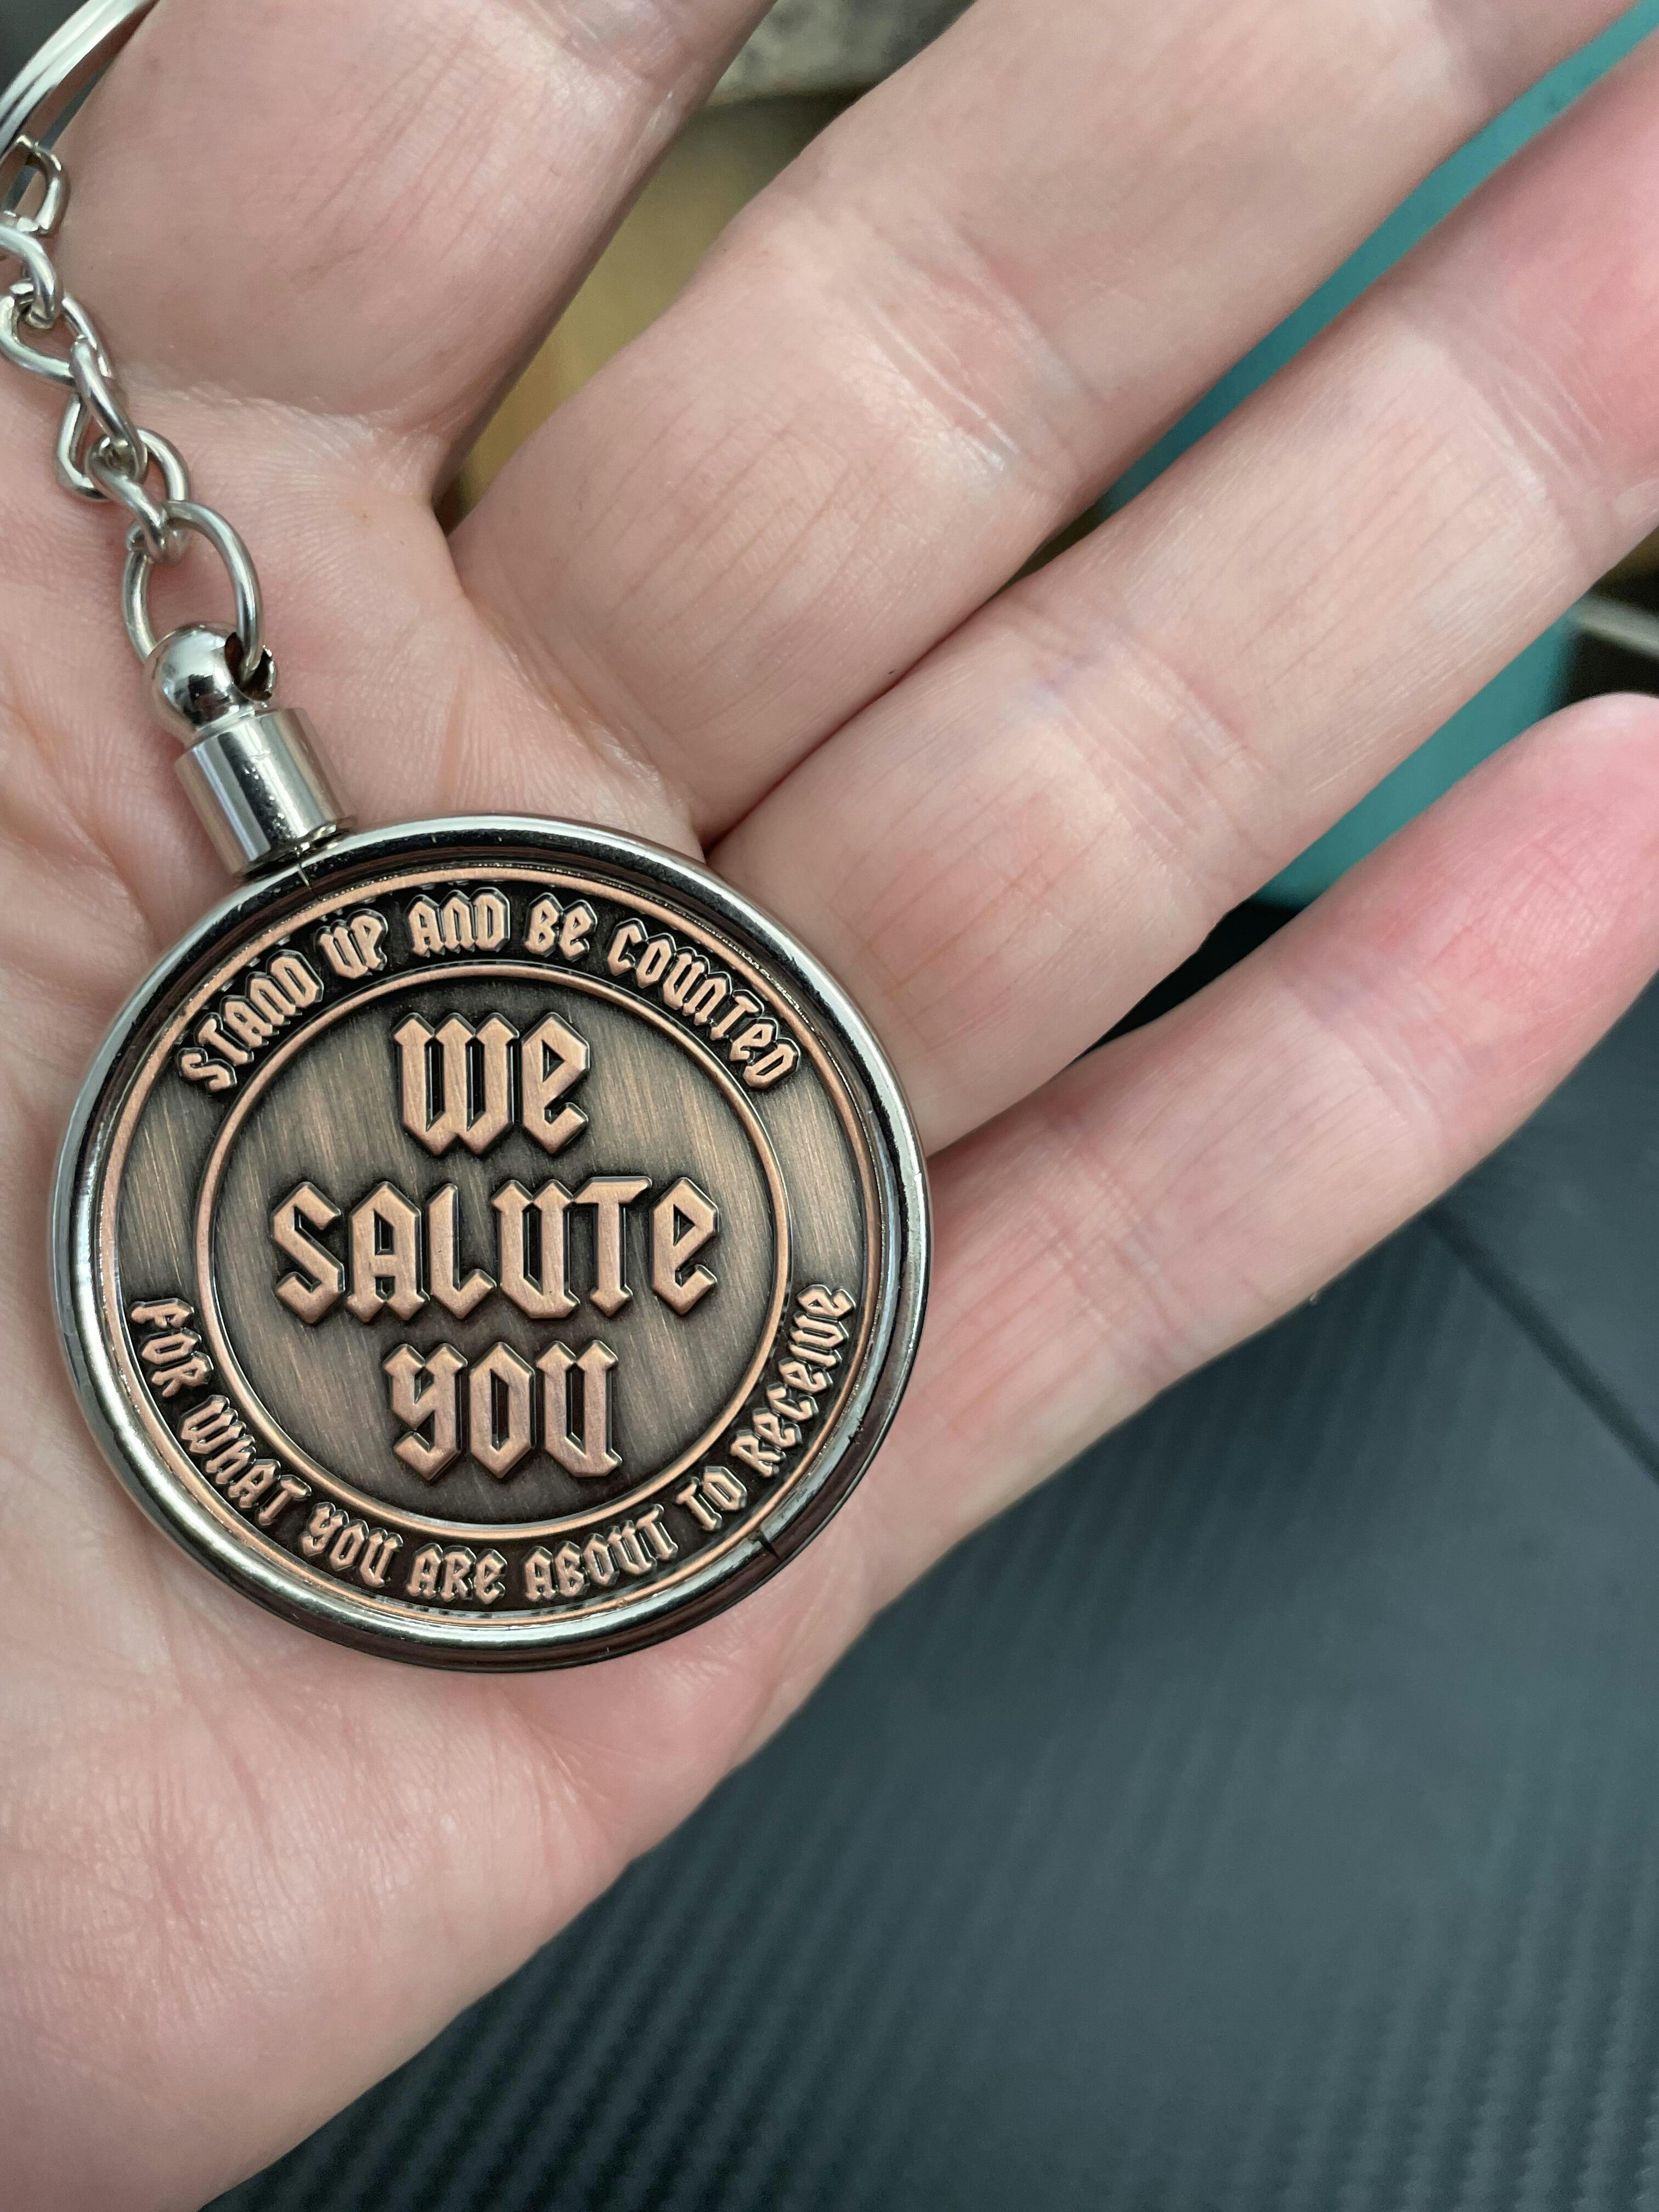 STAND UP AND BE COUNTED
WE
SALUTE
YOU
FOR WHAT YOU ARE ABOUT TO RECEIVE